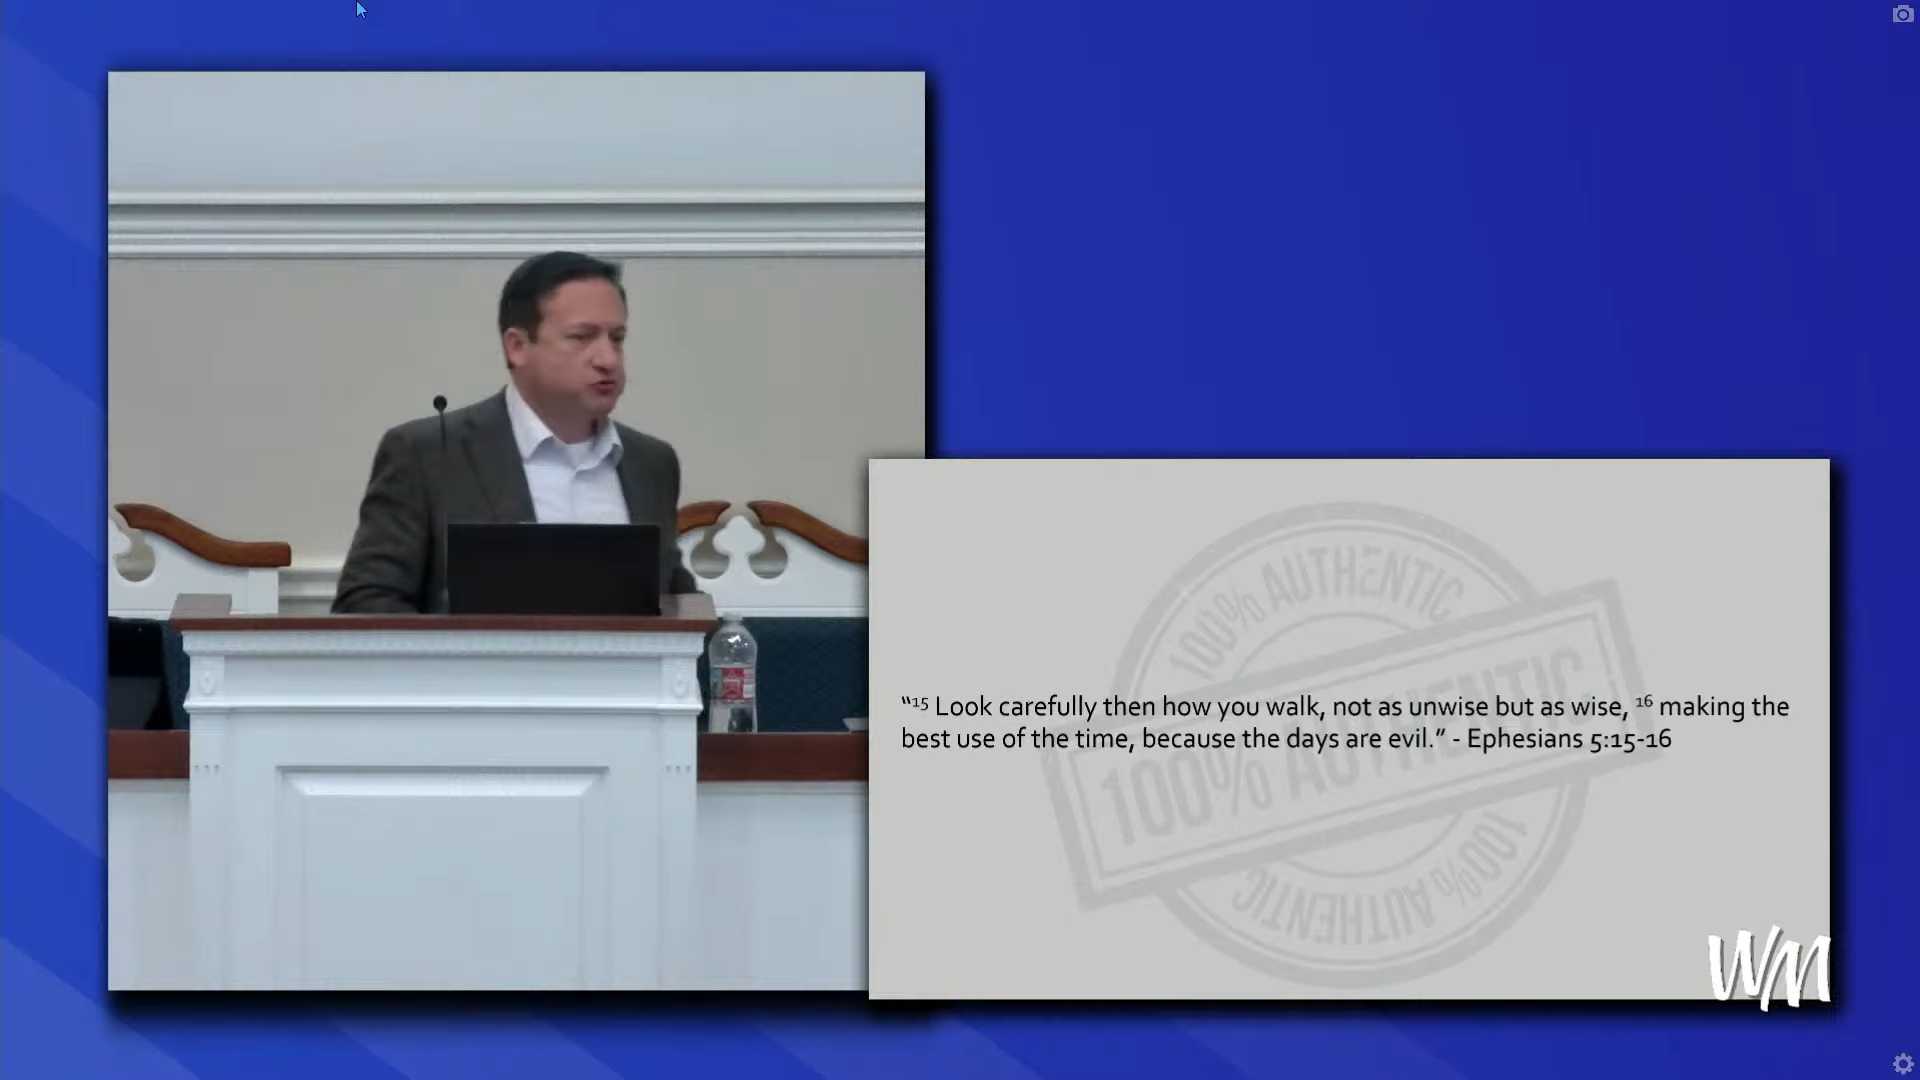 100% AUTHENTIC
100% AUTHENTIC
“¹⁵ Look carefully then how you walk, not as unwise but as wise, ¹⁶ making the
best use of the time, because the days are evil.” - Ephesians 5:15-16
100% AUTHENTIC
WM